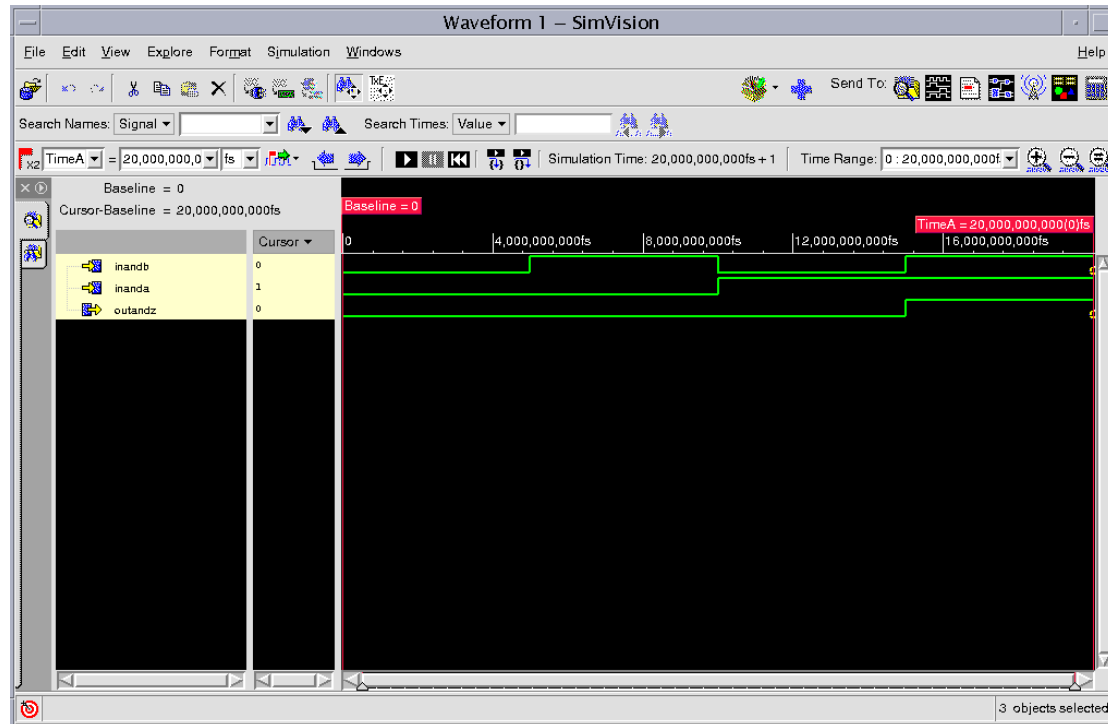 Waveform 1 – SimVision
File Edit View Explore Format Simulation Windows Help
TXE
Send To:
Search Names: Signal Search Times: Value
x2 TimeA = 20,000,000,0 fs Simulation Time: 20,000,000,000fs + 1 Time Range: 0 : 20,000,000,000f
Baseline = 0
Cursor-Baseline = 20,000,000,000fs
Baseline = 0
TimeA = 20,000,000,000(0)fs
Cursor 0 4,000,000,000fs 8,000,000,000fs 12,000,000,000fs 16,000,000,000fs
inandb 0
inanda 1
outandz 0
3 objects selected